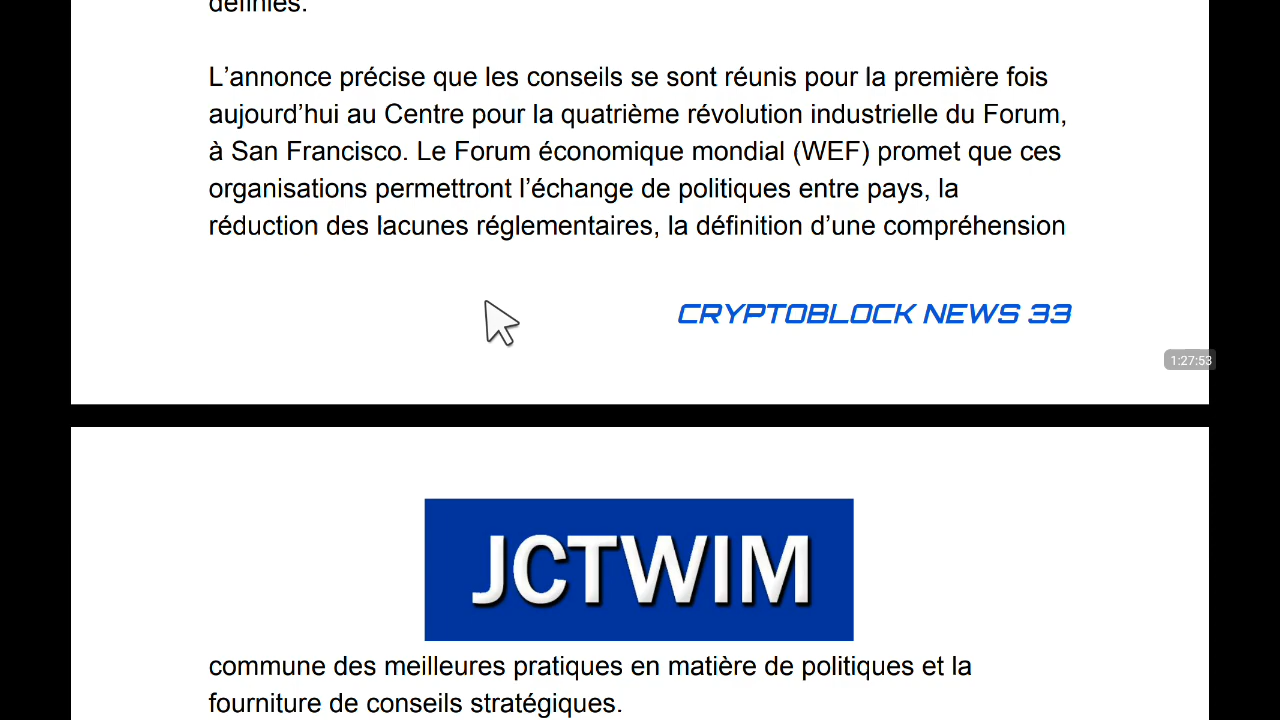 définies.
L’annonce précise que les conseils se sont réunis pour la première fois
aujourd’hui au Centre pour la quatrième révolution industrielle du Forum,
à San Francisco. Le Forum économique mondial (WEF) promet que ces
organisations permettront l’échange de politiques entre pays, la
réduction des lacunes réglementaires, la définition d’une compréhension
CRYPTOBLOCK NEWS 33
1:27:53
JCTWIM
commune des meilleures pratiques en matière de politiques et la
fourniture de conseils stratégiques.